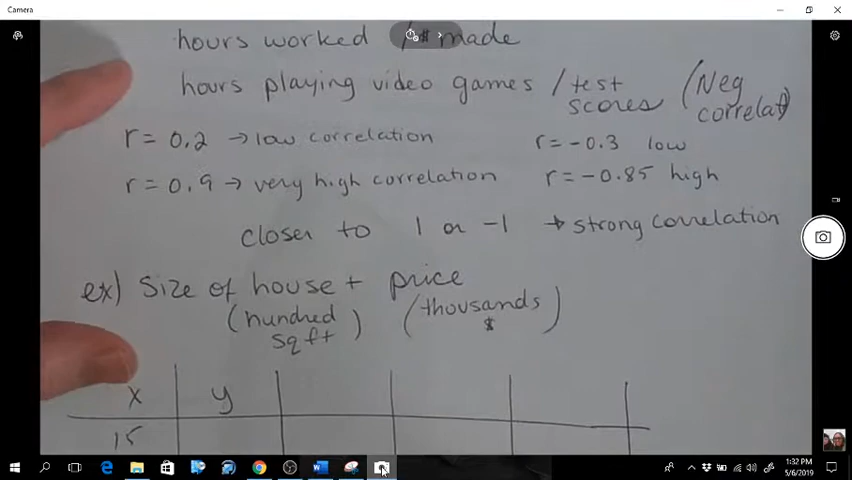 Camera
hours worked / # made
hours playing video games / test scores (Neg correlat)
r = 0.2 → low correlation r = -0.3 low
r = 0.9 → very high correlation r = -0.85 high
closer to 1 or -1 → strong correlation
ex) Size of house + price
(hundred sqft) (thousands $)
x y
15
1:32 PM
5/6/2019